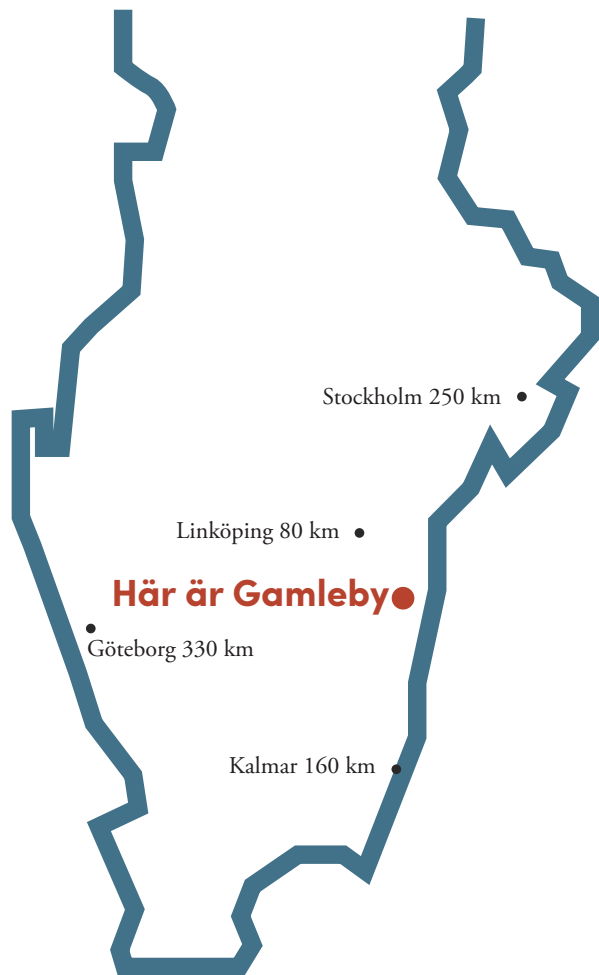 Stockholm 250 km
Linköping 80 km
Här är Gamleby
Göteborg 330 km
Kalmar 160 km